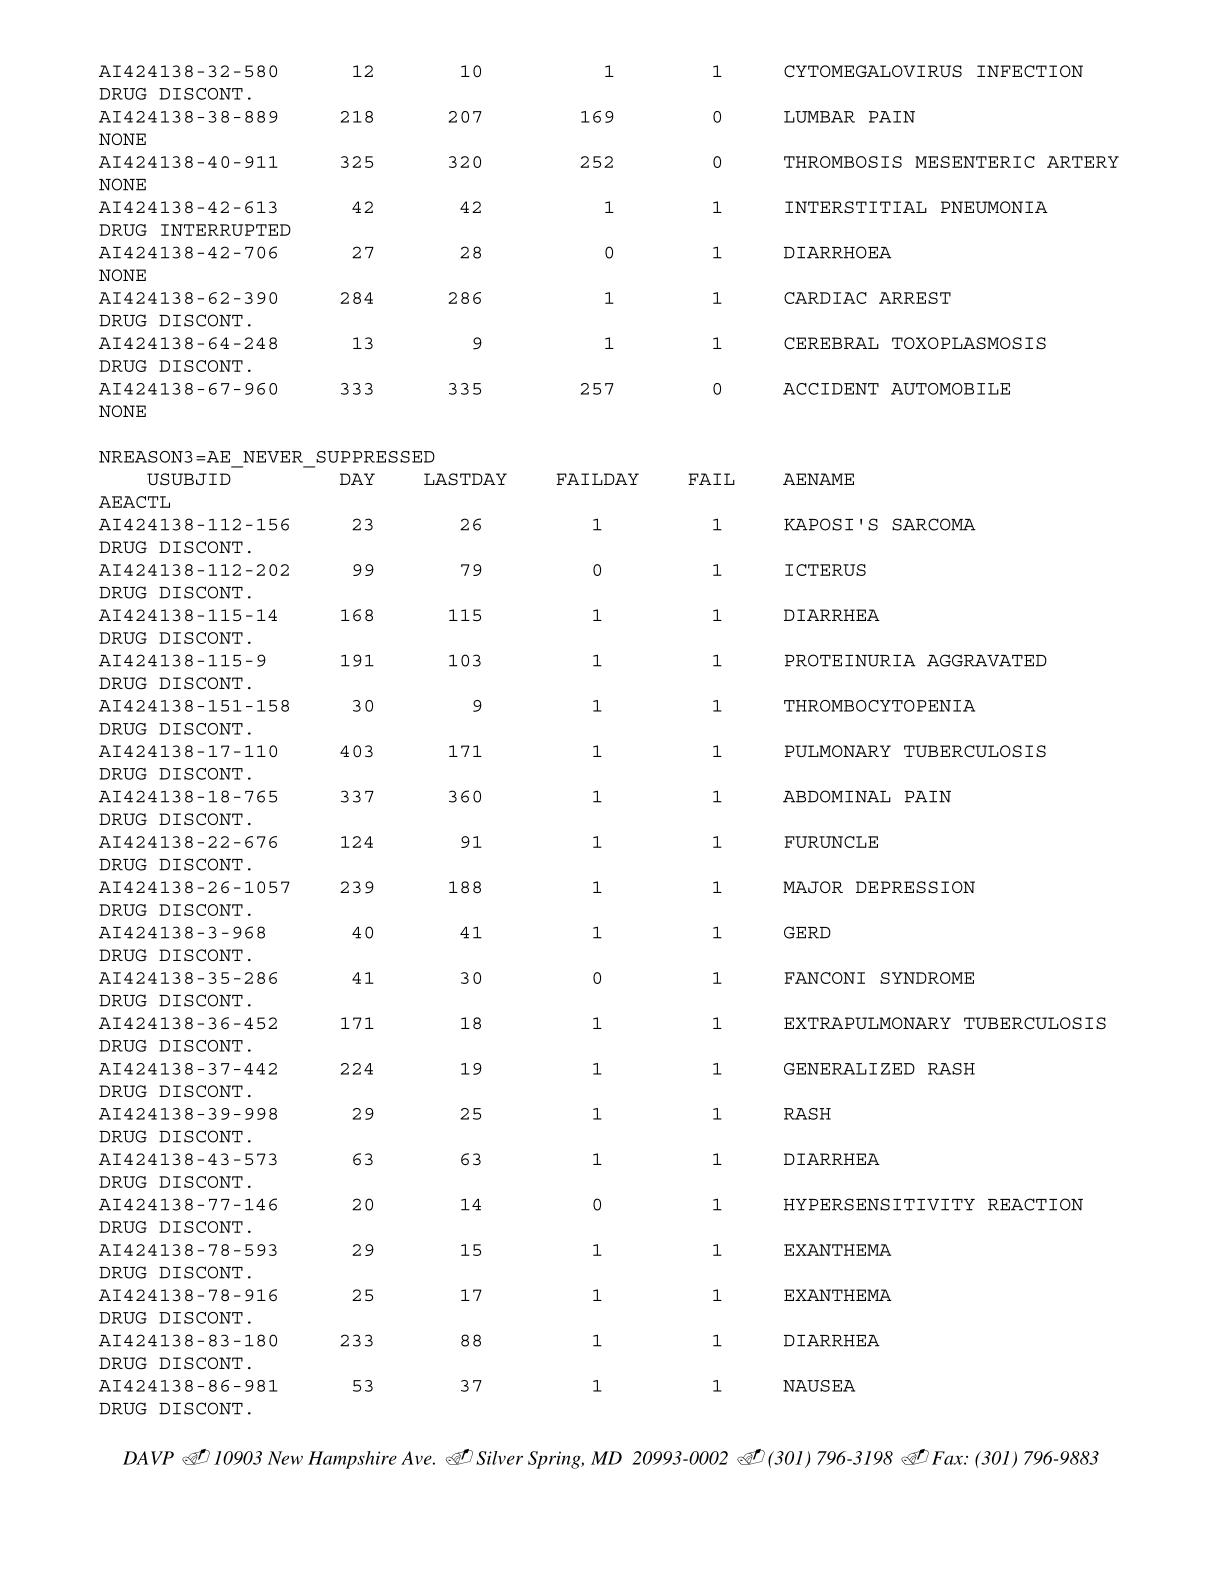 AI424138-32-580 12 10 1 1 CYTOMEGALOVIRUS INFECTION
DRUG DISCONT.
AI424138-38-889 218 207 169 0 LUMBAR PAIN
NONE
AI424138-40-911 325 320 252 0 THROMBOSIS MESENTERIC ARTERY
NONE
AI424138-42-613 42 42 1 1 INTERSTITIAL PNEUMONIA
DRUG INTERRUPTED
AI424138-42-706 27 28 0 1 DIARRHOEA
NONE
AI424138-62-390 284 286 1 1 CARDIAC ARREST
DRUG DISCONT.
AI424138-64-248 13 9 1 1 CEREBRAL TOXOPLASMOSIS
DRUG DISCONT.
AI424138-67-960 333 335 257 0 ACCIDENT AUTOMOBILE
NONE
NREASON3=AE_NEVER_SUPPRESSED
USUBJID DAY LASTDAY FAILDAY FAIL AENAME
AEACTL
AI424138-112-156 23 26 1 1 KAPOSI'S SARCOMA
DRUG DISCONT.
AI424138-112-202 99 79 0 1 ICTERUS
DRUG DISCONT.
AI424138-115-14 168 115 1 1 DIARRHEA
DRUG DISCONT.
AI424138-115-9 191 103 1 1 PROTEINURIA AGGRAVATED
DRUG DISCONT.
AI424138-151-158 30 9 1 1 THROMBOCYTOPENIA
DRUG DISCONT.
AI424138-17-110 403 171 1 1 PULMONARY TUBERCULOSIS
DRUG DISCONT.
AI424138-18-765 337 360 1 1 ABDOMINAL PAIN
DRUG DISCONT.
AI424138-22-676 124 91 1 1 FURUNCLE
DRUG DISCONT.
AI424138-26-1057 239 188 1 1 MAJOR DEPRESSION
DRUG DISCONT.
AI424138-3-968 40 41 1 1 GERD
DRUG DISCONT.
AI424138-35-286 41 30 0 1 FANCONI SYNDROME
DRUG DISCONT.
AI424138-36-452 171 18 1 1 EXTRAPULMONARY TUBERCULOSIS
DRUG DISCONT.
AI424138-37-442 224 19 1 1 GENERALIZED RASH
DRUG DISCONT.
AI424138-39-998 29 25 1 1 RASH
DRUG DISCONT.
AI424138-43-573 63 63 1 1 DIARRHEA
DRUG DISCONT.
AI424138-77-146 20 14 0 1 HYPERSENSITIVITY REACTION
DRUG DISCONT.
AI424138-78-593 29 15 1 1 EXANTHEMA
DRUG DISCONT.
AI424138-78-916 25 17 1 1 EXANTHEMA
DRUG DISCONT.
AI424138-83-180 233 88 1 1 DIARRHEA
DRUG DISCONT.
AI424138-86-981 53 37 1 1 NAUSEA
DRUG DISCONT.
DAVP 10903 New Hampshire Ave. Silver Spring, MD 20993-0002 (301) 796-3198 Fax: (301) 796-9883